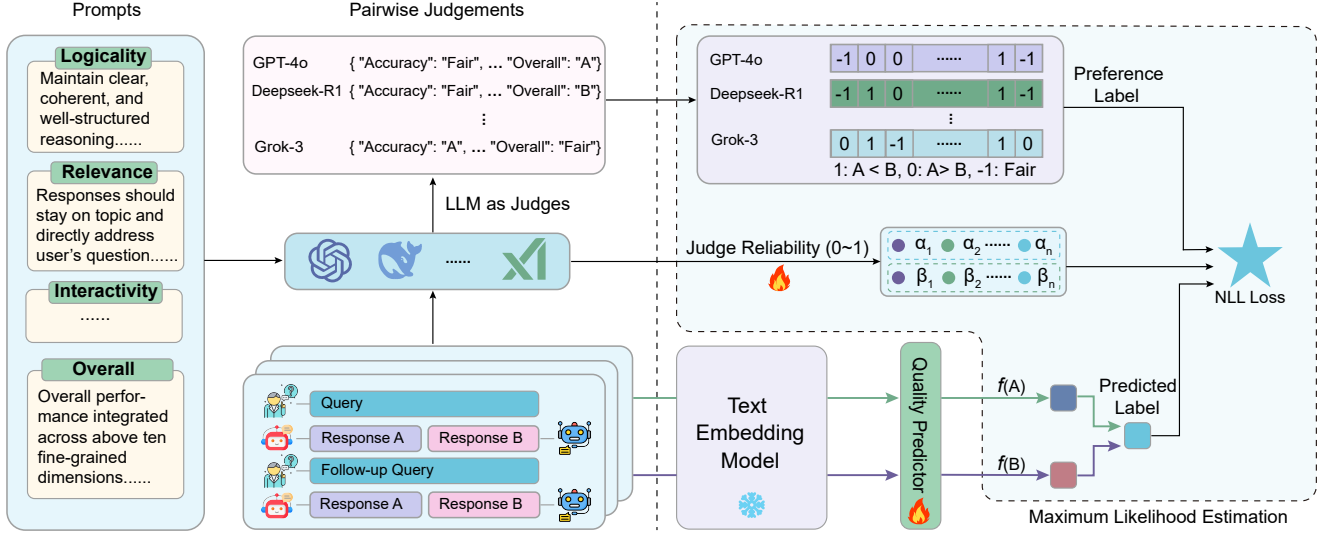 Prompts
Logicality
Maintain clear,
coherent, and
well-structured
reasoning......
Relevance
Responses should
stay on topic and
directly address
user's question......
Interactivity
......
Overall
Overall perfor-
mance integrated
across above ten
fine-grained
dimensions......
Pairwise Judgements
GPT-4o { "Accuracy": "Fair", ... "Overall": "A"}
Deepseek-R1 { "Accuracy": "Fair", ... "Overall": "B"}
⋮
Grok-3 { "Accuracy": "A", ... "Overall": "Fair"}
LLM as Judges
......
Query
Response A Response B
Follow-up Query
Response A Response B
GPT-4o -1 0 0 ...... 1 -1
Deepseek-R1 -1 1 0 ...... 1 -1
⋮
Grok-3 0 1 -1 ...... 1 0
1: A < B, 0: A> B, -1: Fair
Preference
Label
Judge Reliability (0~1)
α1 α2 ...... αn
β1 β2 ...... βn
NLL Loss
Text
Embedding
Model
Quality Predictor
f(A)
f(B)
Predicted
Label
Maximum Likelihood Estimation